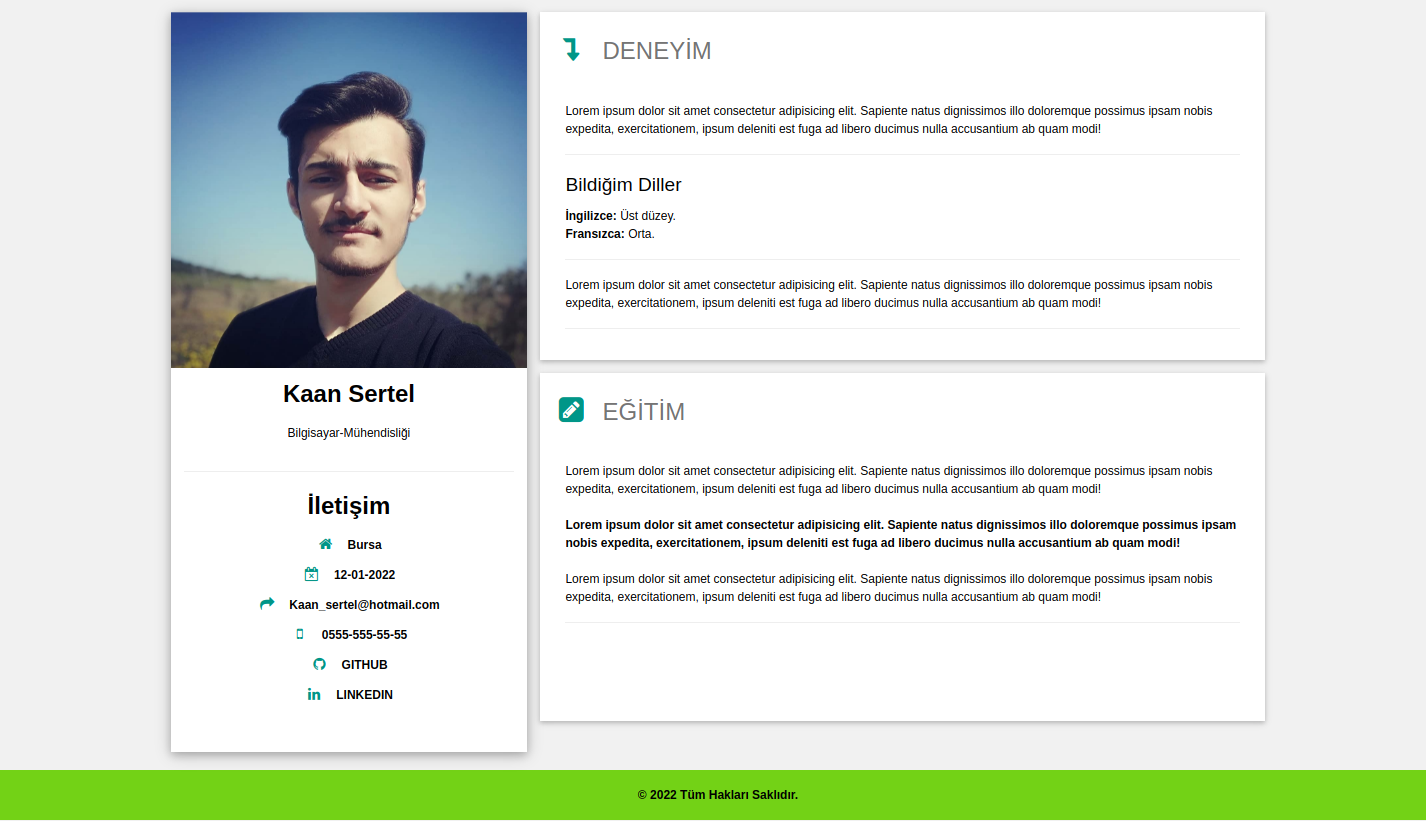 Kaan Sertel
Bilgisayar-Mühendisliği
İletişim
Bursa
12-01-2022
Kaan_sertel@hotmail.com
0555-555-55-55
GITHUB
LINKEDIN
DENEYİM
Lorem ipsum dolor sit amet consectetur adipisicing elit. Sapiente natus dignissimos illo doloremque possimus ipsam nobis
expedita, exercitationem, ipsum deleniti est fuga ad libero ducimus nulla accusantium ab quam modi!
Bildiğim Diller
İngilizce: Üst düzey.
Fransızca: Orta.
Lorem ipsum dolor sit amet consectetur adipisicing elit. Sapiente natus dignissimos illo doloremque possimus ipsam nobis
expedita, exercitationem, ipsum deleniti est fuga ad libero ducimus nulla accusantium ab quam modi!
EĞİTİM
Lorem ipsum dolor sit amet consectetur adipisicing elit. Sapiente natus dignissimos illo doloremque possimus ipsam nobis
expedita, exercitationem, ipsum deleniti est fuga ad libero ducimus nulla accusantium ab quam modi!
Lorem ipsum dolor sit amet consectetur adipisicing elit. Sapiente natus dignissimos illo doloremque possimus ipsam
nobis expedita, exercitationem, ipsum deleniti est fuga ad libero ducimus nulla accusantium ab quam modi!
Lorem ipsum dolor sit amet consectetur adipisicing elit. Sapiente natus dignissimos illo doloremque possimus ipsam nobis
expedita, exercitationem, ipsum deleniti est fuga ad libero ducimus nulla accusantium ab quam modi!
© 2022 Tüm Hakları Saklıdır.